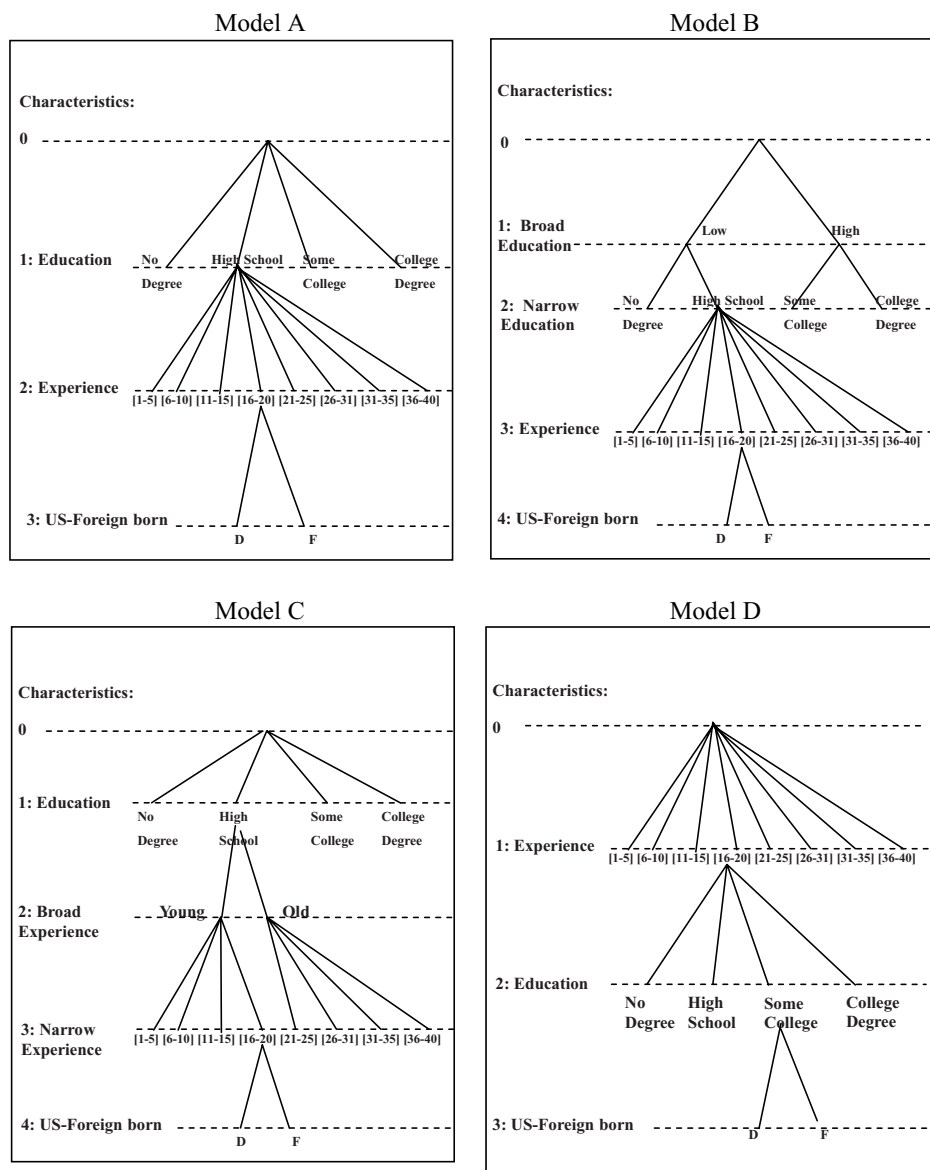 Model A
Characteristics:
0
1: Education
No Degree
High School
Some College
College Degree
2: Experience
[1-5] [6-10] [11-15] [16-20] [21-25] [26-31] [31-35] [36-40]
3: US-Foreign born
D F
Model B
Characteristics:
0
1: Broad Education
Low High
2: Narrow Education
No Degree
High School
Some College
College Degree
3: Experience
[1-5] [6-10] [11-15] [16-20] [21-25] [26-31] [31-35] [36-40]
4: US-Foreign born
D F
Model C
Characteristics:
0
1: Education
No Degree
High School
Some College
College Degree
2: Broad Experience
Young Old
3: Narrow Experience
[1-5] [6-10] [11-15] [16-20] [21-25] [26-31] [31-35] [36-40]
4: US-Foreign born
D F
Model D
Characteristics:
0
1: Experience
[1-5] [6-10] [11-15] [16-20] [21-25] [26-31] [31-35] [36-40]
2: Education
No Degree
High School
Some College
College Degree
3: US-Foreign born
D F